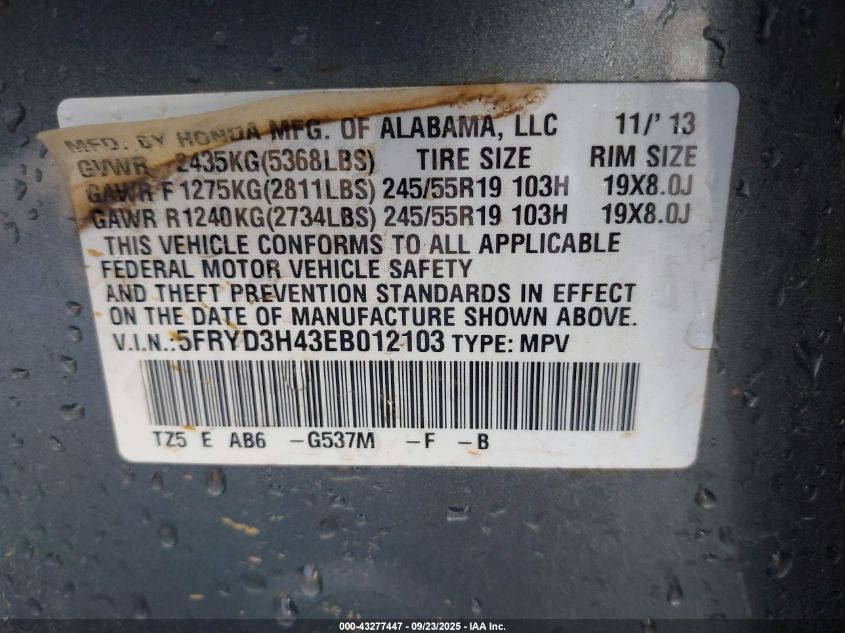 MFD. BY HONDA MFG. OF ALABAMA, LLC 11/'13
GVWR 2435KG(5368LBS) TIRE SIZE RIM SIZE
GAWR F 1275KG(2811LBS) 245/55R19 103H 19X8.0J
GAWR R1240KG(2734LBS) 245/55R19 103H 19X8.0J
THIS VEHICLE CONFORMS TO ALL APPLICABLE
FEDERAL MOTOR VEHICLE SAFETY
AND THEFT PREVENTION STANDARDS IN EFFECT
ON THE DATE OF MANUFACTURE SHOWN ABOVE.
V.I.N.:5FRYD3H43EB012103 TYPE: MPV
TZ5 E AB6 -G537M -F -B
000-43277447 - 09/23/2025 - IAA Inc.